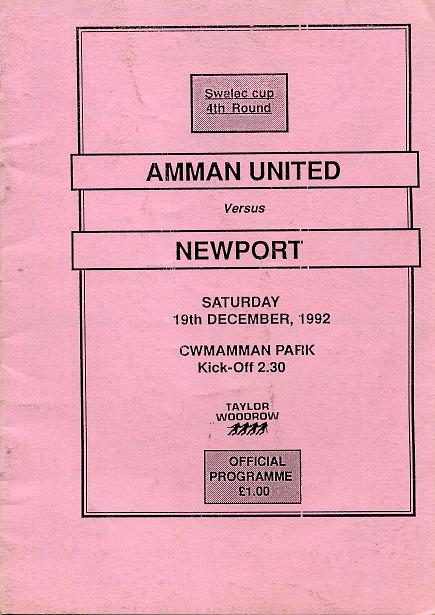 Swalec cup
4th Round
AMMAN UNITED
Versus
NEWPORT
SATURDAY
19th DECEMBER, 1992
CWMAMMAN PARK
Kick-Off 2.30
TAYLOR
WOODROW
OFFICIAL
PROGRAMME
£1.00